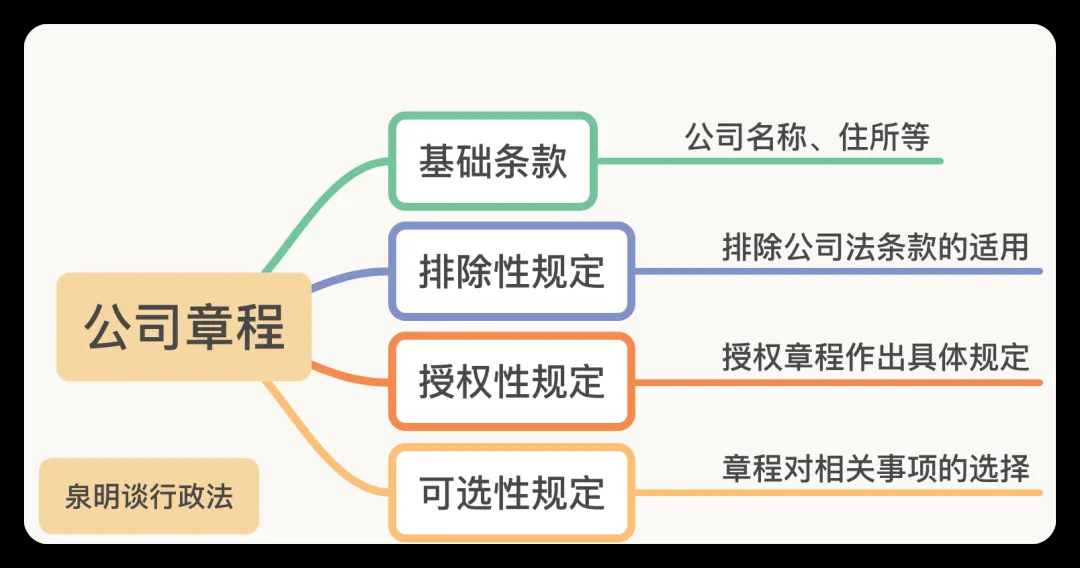 公司章程
基础条款
公司名称、住所等
排除性规定
排除公司法条款的适用
授权性规定
授权章程作出具体规定
可选性规定
章程对相关事项的选择
泉明谈行政法